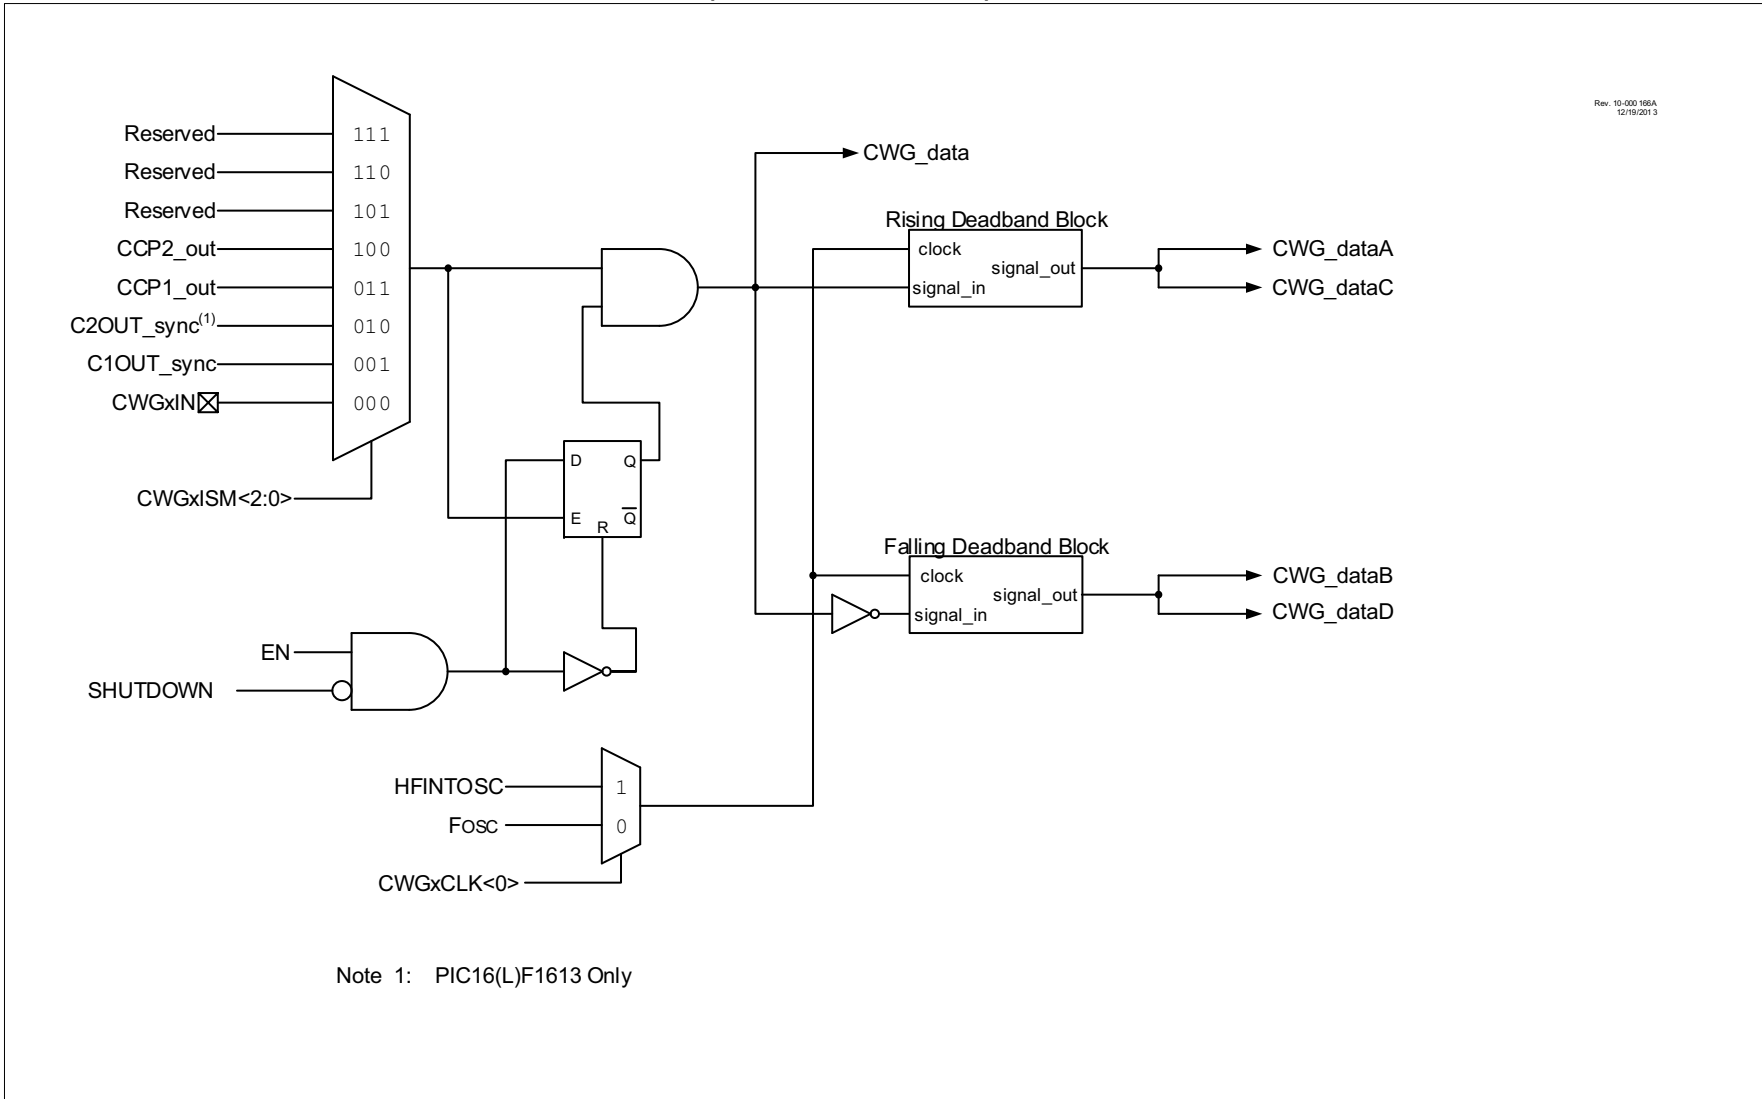 Rev. 10-000 166A
12/19/2013
Reserved
111
Reserved
110
Reserved
101
CCP2_out
100
CCP1_out
011
C2OUT_sync(1)
010
C1OUT_sync
001
CWGxIN
000
CWGxISM<2:0>
CWG_data
Rising Deadband Block
clock
signal_out
signal_in
CWG_dataA
CWG_dataC
D
Q
E
R
Q
Falling Deadband Block
clock
signal_out
signal_in
CWG_dataB
CWG_dataD
EN
SHUTDOWN
HFINTOSC
1
FOSC
0
CWGxCLK<0>
Note 1: PIC16(L)F1613 Only